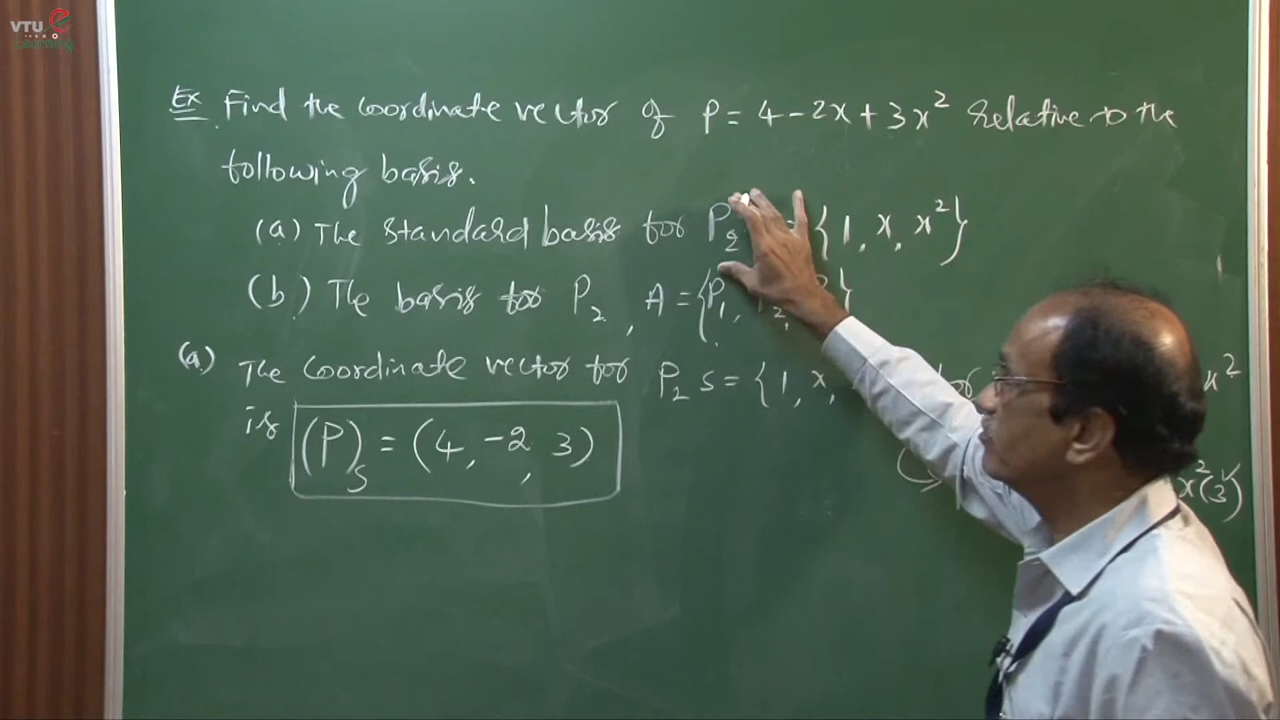 VTU e
Learning
Ex Find the coordinate vector of P = 4 - 2x + 3x² relative to the
following basis.
(a) The standard basis for P₂ = {1, x, x²}
(b) The basis for P₂, A = {P₁, P₂, }
(a.) The coordinate vector for P₂ S = {1, x, x²
is (P)ₛ = (4, -2, 3)
x²(3)